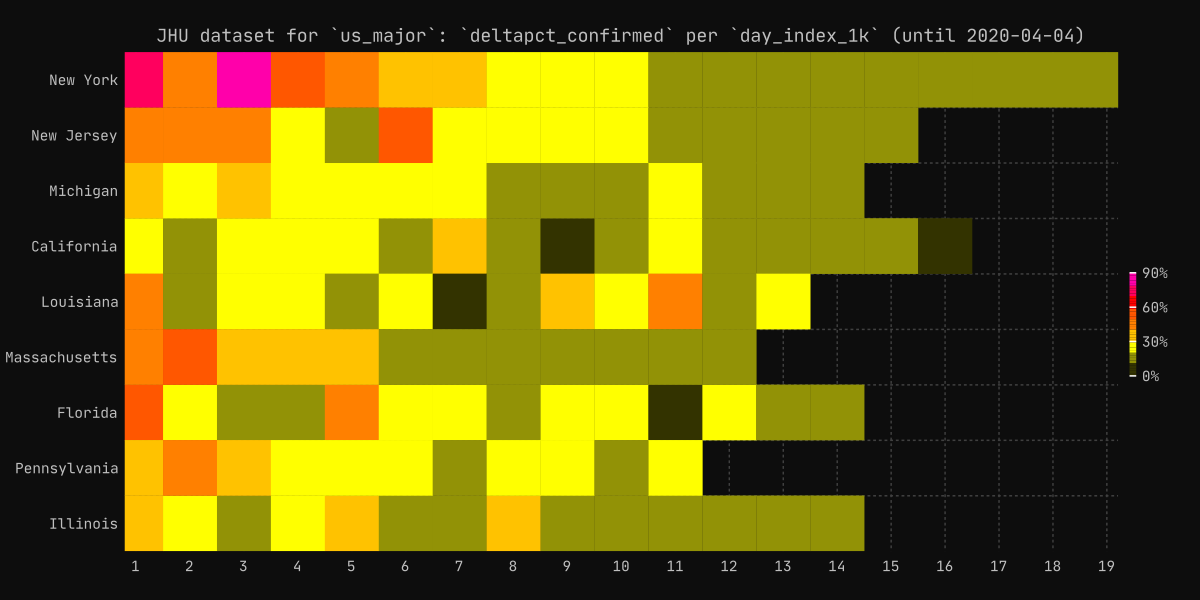 JHU dataset for `us_major`: `deltapct_confirmed` per `day_index_1k` (until 2020-04-04)
New York
New Jersey
Michigan
California
Louisiana
Massachusetts
Florida
Pennsylvania
Illinois
90%
60%
30%
0%
1 2 3 4 5 6 7 8 9 10 11 12 13 14 15 16 17 18 19